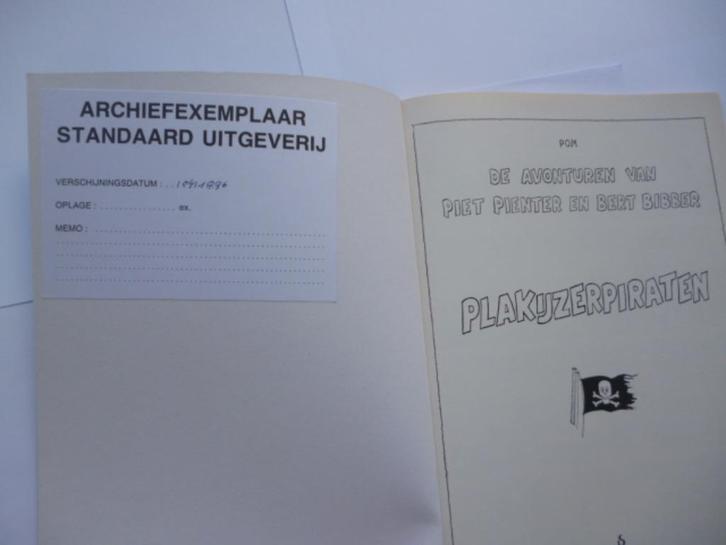 ARCHIEFEXEMPLAAR
STANDAARD UITGEVERIJ
VERSCHIJNINGSDATUM :
OPLAGE : .................. ex.
MEMO :
POM
DE AVONTUREN VAN
PIET PIENTER EN BERT BIBBER
PLAKIJZERPIRATEN